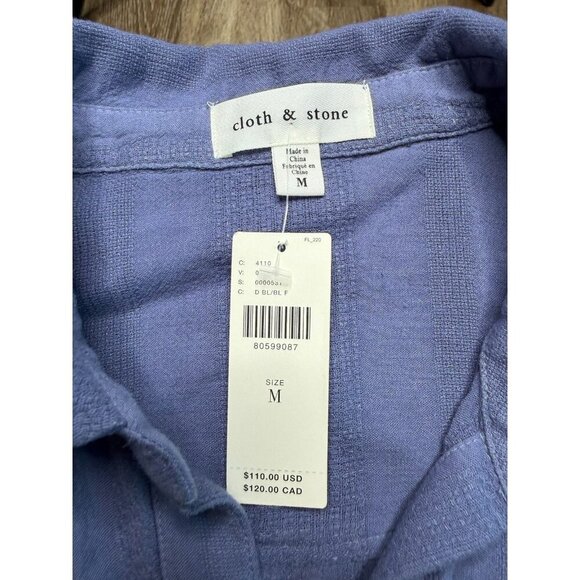 cloth & stone
Made in
China
Fabriqué en
Chine
M
FL_220
C: 4110
V: 0
S:
C: D BL/BL F
80599087
SIZE
M
$110.00 USD
$120.00 CAD